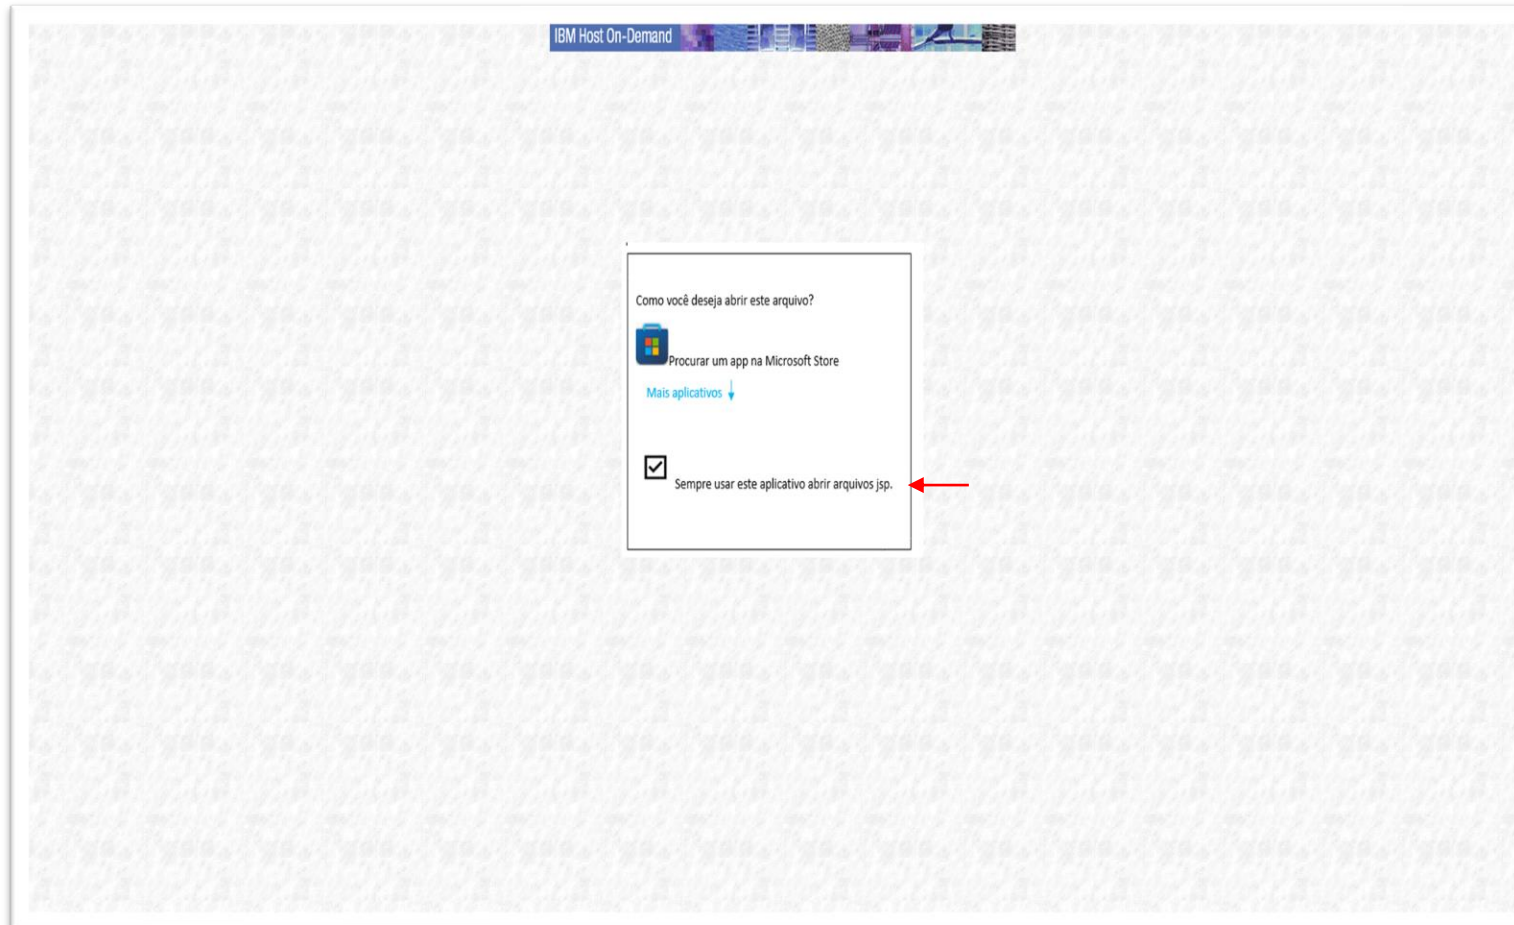 IBM Host On-Demand
Como você deseja abrir este arquivo?
Procurar um app na Microsoft Store
Mais aplicativos
Sempre usar este aplicativo abrir arquivos jsp.